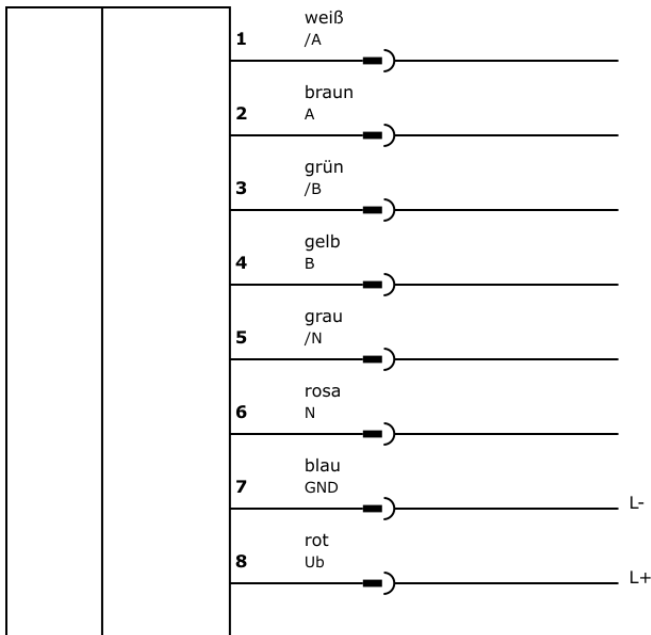 weiß
1 /A
braun
2 A
grün
3 /B
gelb
4 B
grau
5 /N
rosa
6 N
blau
7 GND
L-
rot
8 Ub
L+